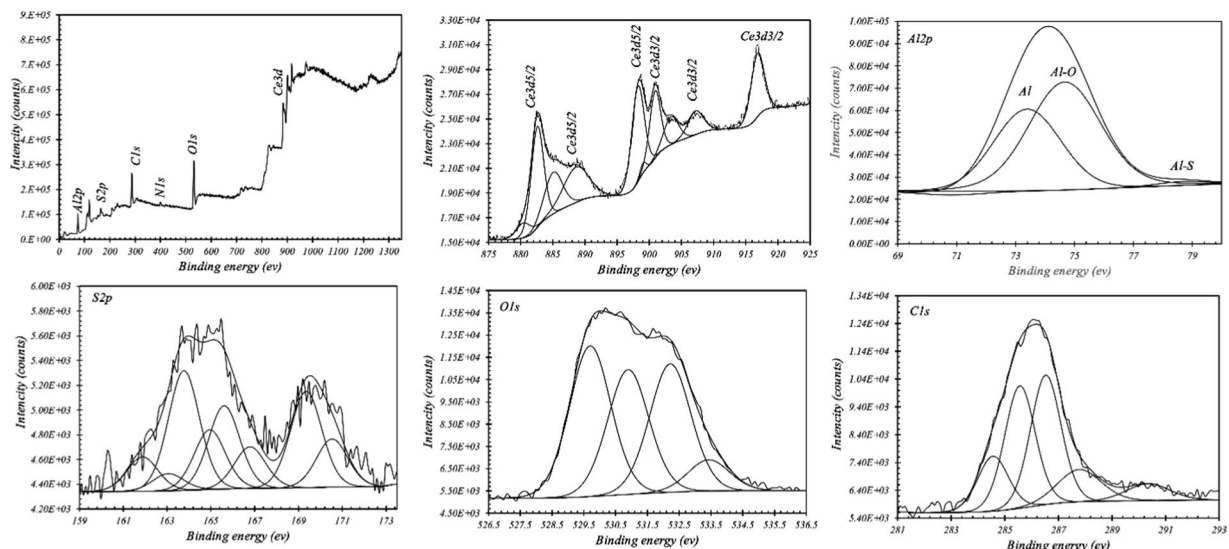 9.E+05
8.E+05
7.E+05
6.E+05
5.E+05
4.E+05
3.E+05
2.E+05
1.E+05
0.E+00
Intencity (counts)
Al2p
S2p
C1s
N1s
O1s
Ce3d
0 100 200 300 400 500 600 700 800 900 1000 1100 1200 1300
Binding energy (ev)
3.30E+04
3.10E+04
2.90E+04
2.70E+04
2.50E+04
2.30E+04
2.10E+04
1.90E+04
1.70E+04
1.50E+04
Intencity (counts)
Ce3d5/2
Ce3d5/2
Ce3d5/2
Ce3d3/2
Ce3d3/2
Ce3d3/2
875 880 885 890 895 900 905 910 915 920 925
Binding energy (ev)
1.00E+05
9.00E+04
8.00E+04
7.00E+04
6.00E+04
5.00E+04
4.00E+04
3.00E+04
2.00E+04
1.00E+04
0.00E+00
Intencity (counts)
Al2p
Al
Al-O
Al-S
69 71 73 75 77 79
Binding energy (ev)
6.00E+03
5.80E+03
5.60E+03
5.40E+03
5.20E+03
5.00E+03
4.80E+03
4.60E+03
4.40E+03
4.20E+03
Intencity (counts)
S2p
159 161 163 165 167 169 171 173
Binding energy (ev)
1.45E+04
1.35E+04
1.25E+04
1.15E+04
1.05E+04
9.50E+03
8.50E+03
7.50E+03
6.50E+03
5.50E+03
4.50E+03
Intencity (counts)
O1s
526.5 527.5 528.5 529.5 530.5 531.5 532.5 533.5 534.5 535.5 536.5
Binding energy (ev)
1.34E+04
1.24E+04
1.14E+04
1.04E+04
9.40E+03
8.40E+03
7.40E+03
6.40E+03
5.40E+03
Intencity (counts)
C1s
281 283 285 287 289 291 293
Binding energy (ev)